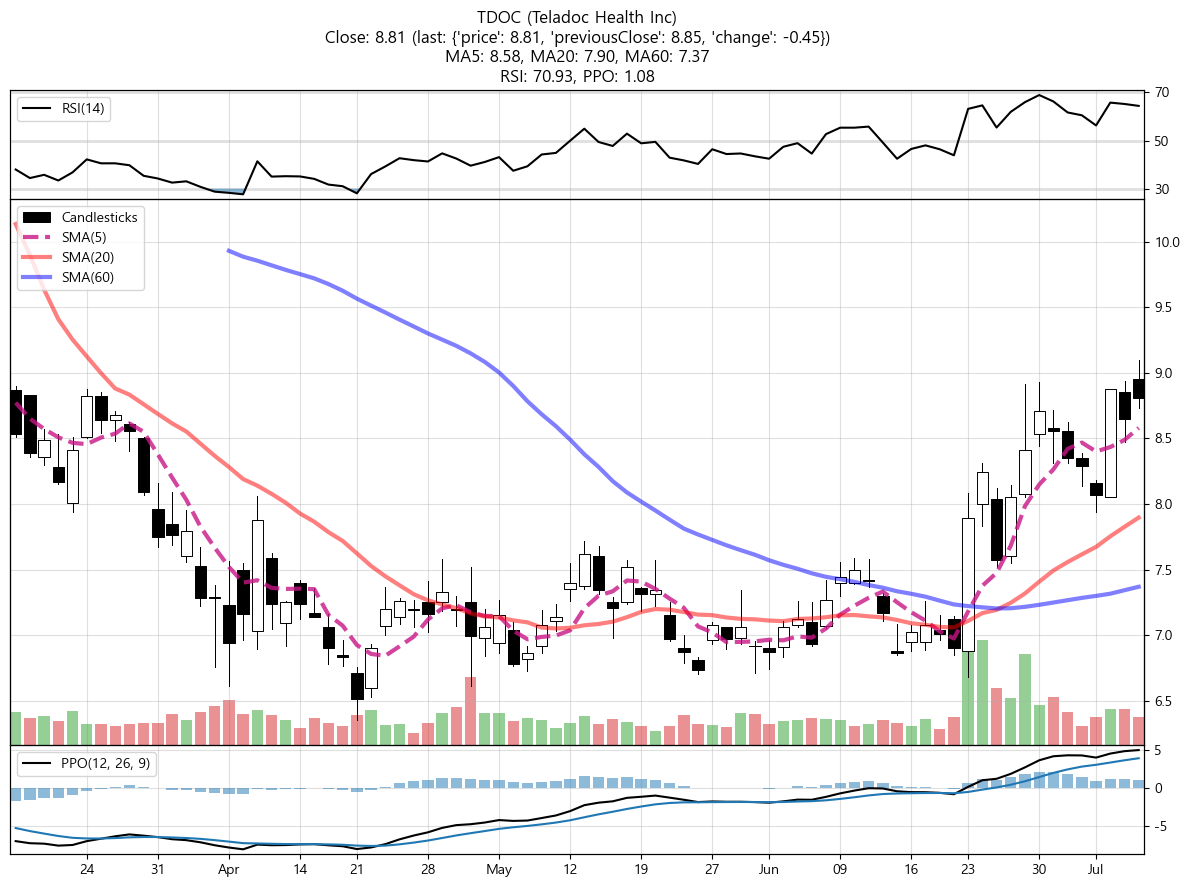 TDOC (Teladoc Health Inc)
Close: 8.81 (last: {'price': 8.81, 'previousClose': 8.85, 'change': -0.45})
MA5: 8.58, MA20: 7.90, MA60: 7.37
RSI: 70.93, PPO: 1.08
RSI(14)
70
50
30
Candlesticks
SMA(5)
SMA(20)
SMA(60)
10.0
9.5
9.0
8.5
8.0
7.5
7.0
6.5
PPO(12, 26, 9)
5
0
-5
24 31 Apr 14 21 28 May 12 19 27 Jun 09 16 23 30 Jul